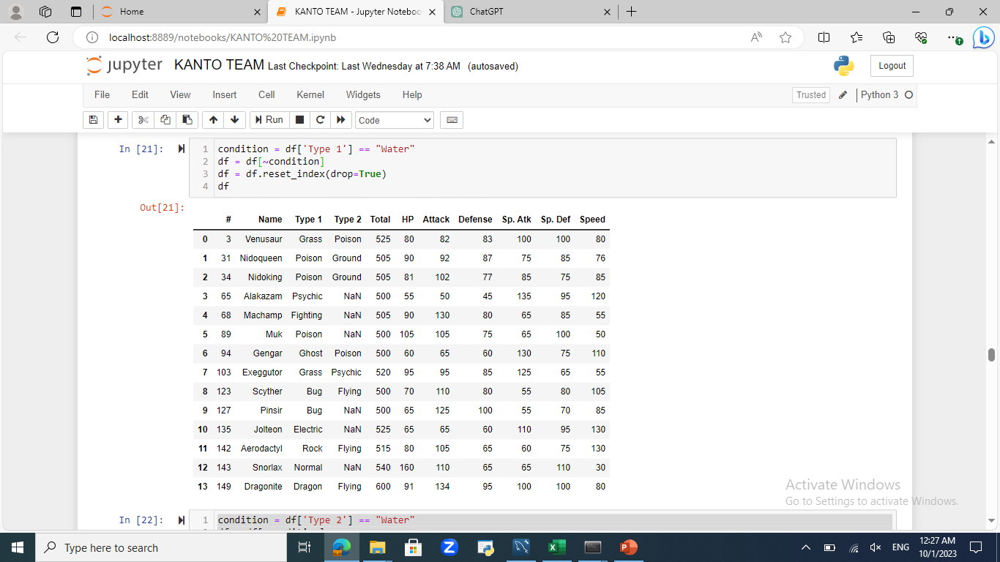 Home
KANTO TEAM - Jupyter Noteboo
ChatGPT
localhost:8889/notebooks/KANTO%20TEAM.ipynb
jupyter KANTO TEAM Last Checkpoint: Last Wednesday at 7:38 AM (autosaved)
Logout
File Edit View Insert Cell Kernel Widgets Help
Trusted Python 3
Run Code
In [21]:
1 condition = df['Type 1'] == "Water"
2 df = df[~condition]
3 df = df.reset_index(drop=True)
4 df
Out[21]:
# Name Type 1 Type 2 Total HP Attack Defense Sp. Atk Sp. Def Speed
0 3 Venusaur Grass Poison 525 80 82 83 100 100 80
1 31 Nidoqueen Poison Ground 505 90 92 87 75 85 76
2 34 Nidoking Poison Ground 505 81 102 77 85 75 85
3 65 Alakazam Psychic NaN 500 55 50 45 135 95 120
4 68 Machamp Fighting NaN 505 90 130 80 65 85 55
5 89 Muk Poison NaN 500 105 105 75 65 100 50
6 94 Gengar Ghost Poison 500 60 65 60 130 75 110
7 103 Exeggutor Grass Psychic 520 95 95 85 125 65 55
8 123 Scyther Bug Flying 500 70 110 80 55 80 105
9 127 Pinsir Bug NaN 500 65 125 100 55 70 85
10 135 Jolteon Electric NaN 525 65 65 60 110 95 130
11 142 Aerodactyl Rock Flying 515 80 105 65 60 75 130
12 143 Snorlax Normal NaN 540 160 110 65 65 110 30
13 149 Dragonite Dragon Flying 600 91 134 95 100 100 80
Activate Windows
Go to Settings to activate Windows.
In [22]:
1 condition = df['Type 2'] == "Water"
Type here to search
ENG
12:27 AM
10/1/2023